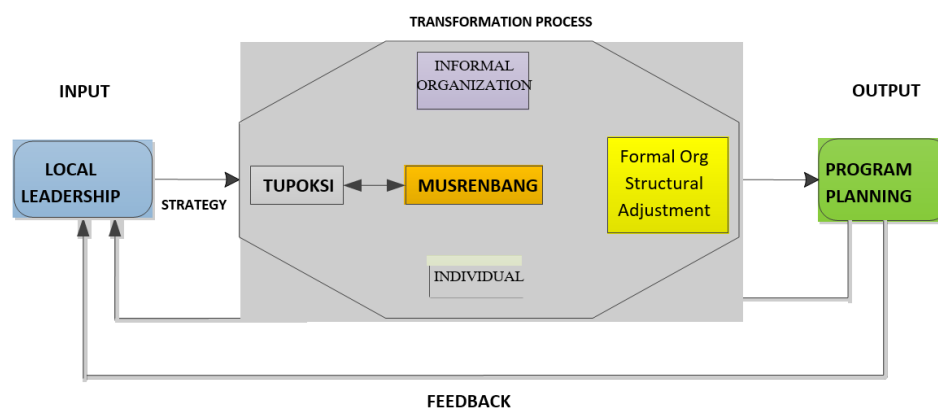 TRANSFORMATION PROCESS
INFORMAL
ORGANIZATION
INPUT
OUTPUT
LOCAL
LEADERSHIP
STRATEGY
TUPOKSI
MUSRENBANG
Formal Org
Structural
Adjustment
PROGRAM
PLANNING
INDIVIDUAL
FEEDBACK